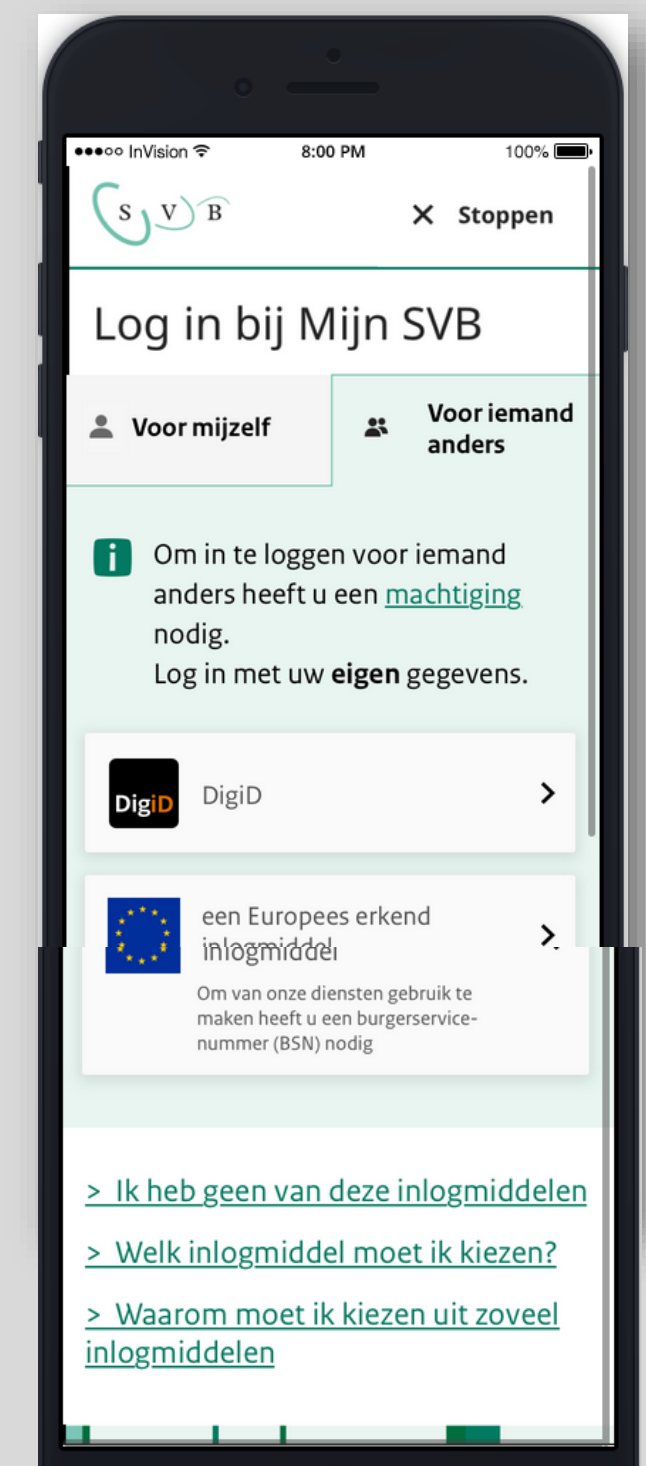 InVision 8:00 PM 100%
S V B
Stoppen
Log in bij Mijn SVB
Voor mijzelf
Voor iemand
anders
Om in te loggen voor iemand
anders heeft u een machtiging
nodig.
Log in met uw eigen gegevens.
DigiD DigiD
een Europees erkend
inlogmiddel
Om van onze diensten gebruik te
maken heeft u een burgerservice-
nummer (BSN) nodig
> Ik heb geen van deze inlogmiddelen
> Welk inlogmiddel moet ik kiezen?
> Waarom moet ik kiezen uit zoveel
inlogmiddelen